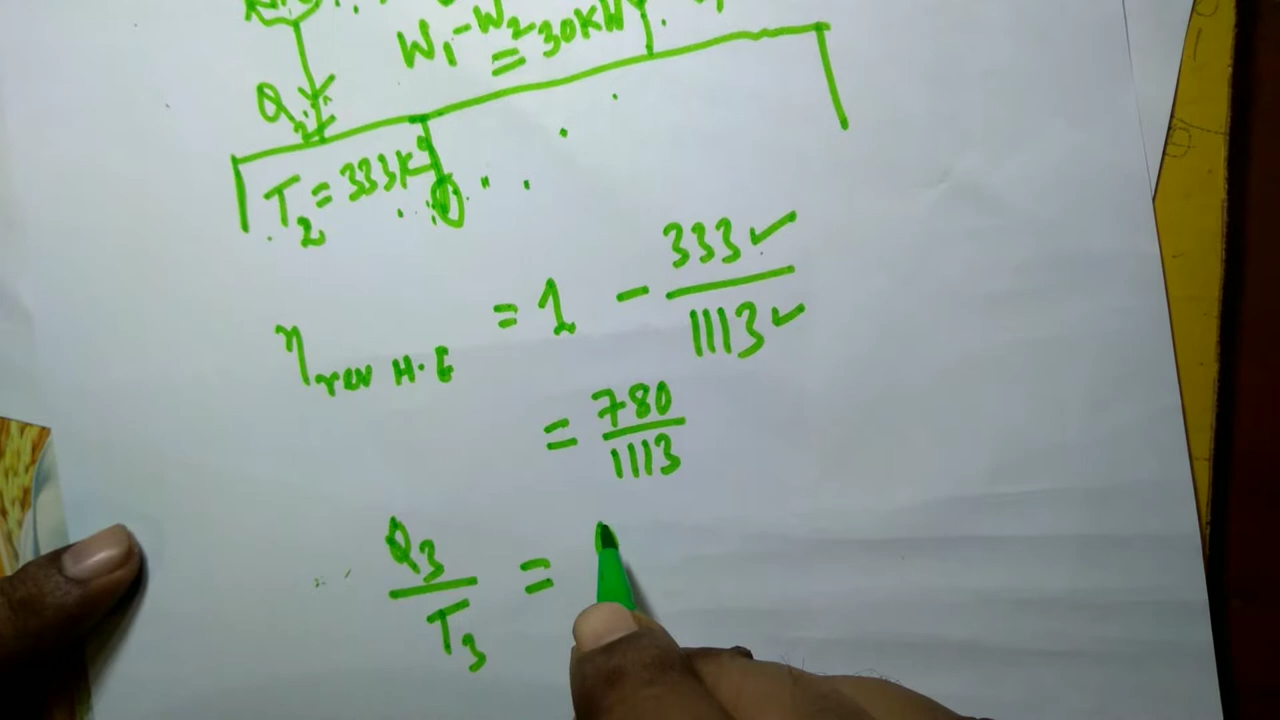 W₁-W₂ = 30KW
Q₂
T₂ = 333K
η rev H.E = 1 - 333/1113
= 780/1113
Q₃/T₃ =